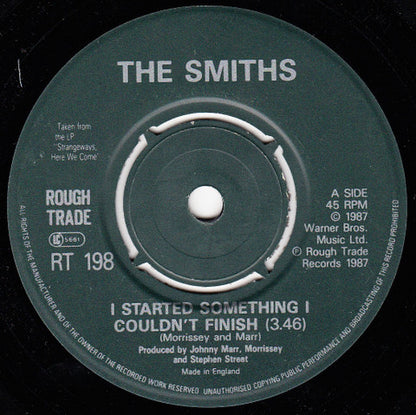 THE SMITHS
Taken from
the LP
"Strangeways,
Here We Come"
ROUGH
TRADE
LC 5661
RT 198
A SIDE
45 RPM
© 1987
Warner Bros.
Music Ltd.
℗ Rough Trade
Records 1987
I STARTED SOMETHING I
COULDN'T FINISH (3.46)
(Morrissey and Marr)
Produced by Johnny Marr, Morrissey
and Stephen Street
Made in England
ALL RIGHTS OF THE MANUFACTURER AND OF THE OWNER OF THE RECORDED WORK RESERVED UNAUTHORISED COPYING PUBLIC PERFORMANCE AND BROADCASTING OF THIS RECORD PROHIBITED